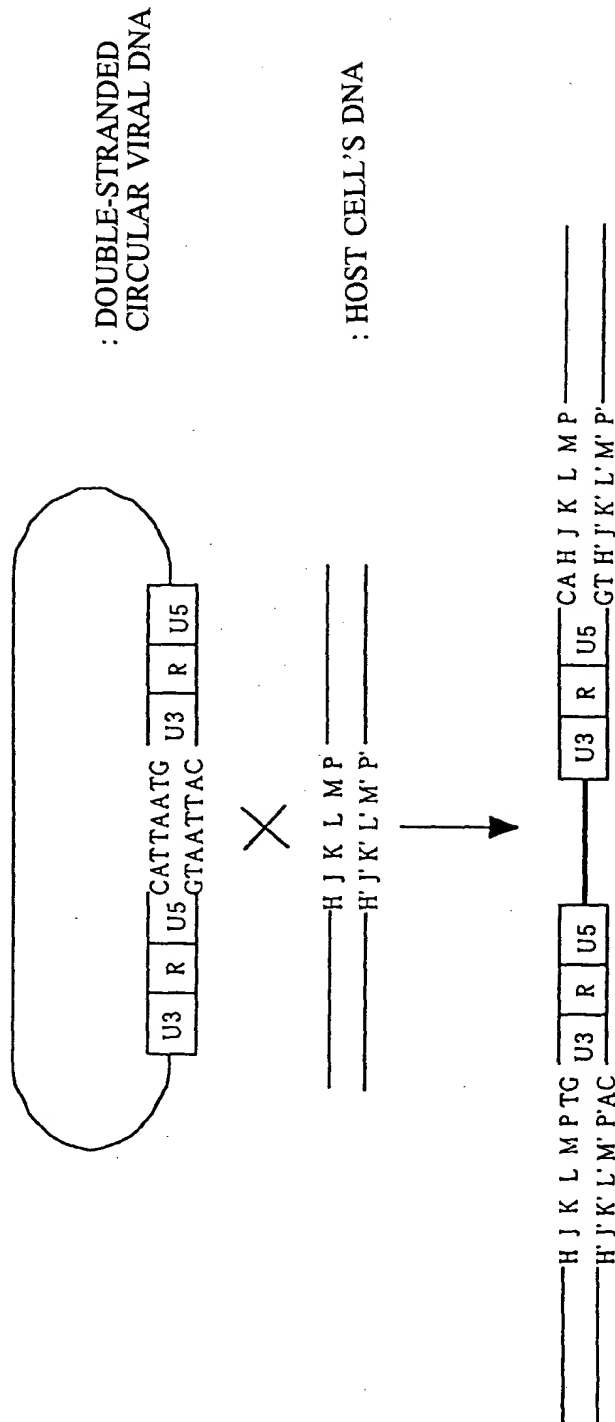 : DOUBLE-STRANDED
CIRCULAR VIRAL DNA
U3 R U5 CATTAATG U3 R U5
GTAATTAC
: HOST CELL'S DNA
H J K L M P
H' J' K' L' M' P'
H J K L M P TG U3 R U5 U3 R U5 CA H J K L M P
H' J' K' L' M' P' AC GT H' J' K' L' M' P'